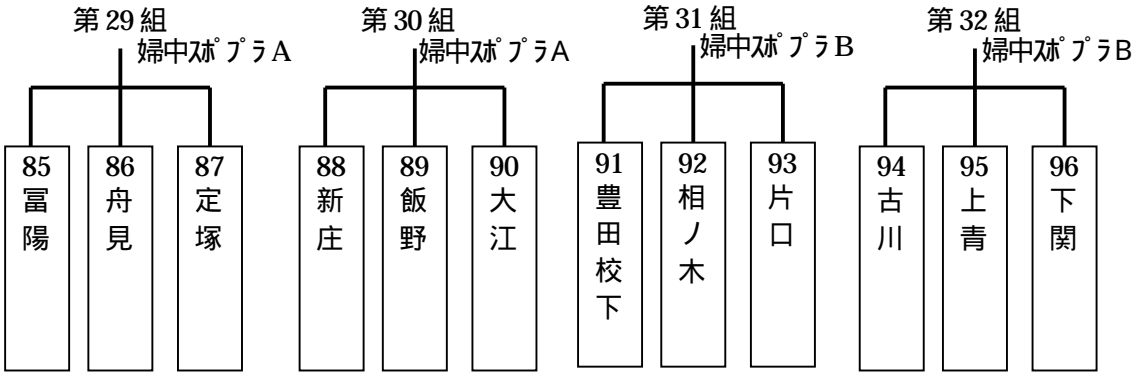 第29組
婦中ｽﾎﾟプラA
85
冨陽
86
舟見
87
定塚
第30組
婦中ｽﾎﾟプラA
88
新庄
89
飯野
90
大江
第31組
婦中ｽﾎﾟプラB
91
豊田校下
92
相ノ木
93
片口
第32組
婦中ｽﾎﾟプラB
94
古川
95
上青
96
下関